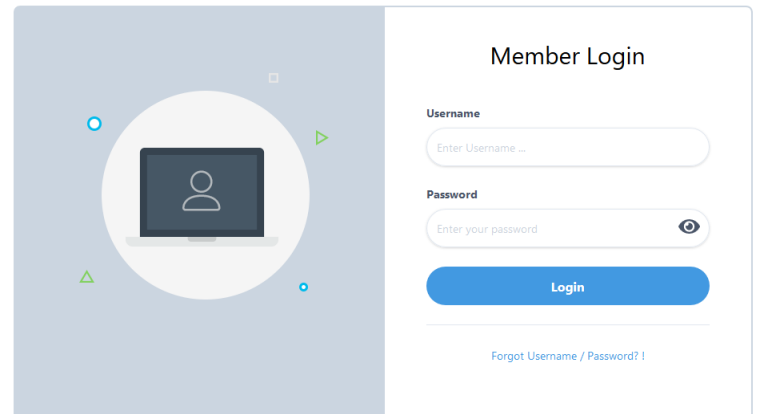 Member Login
Username
Enter Username ...
Password
Enter your password
Login
Forgot Username / Password? !